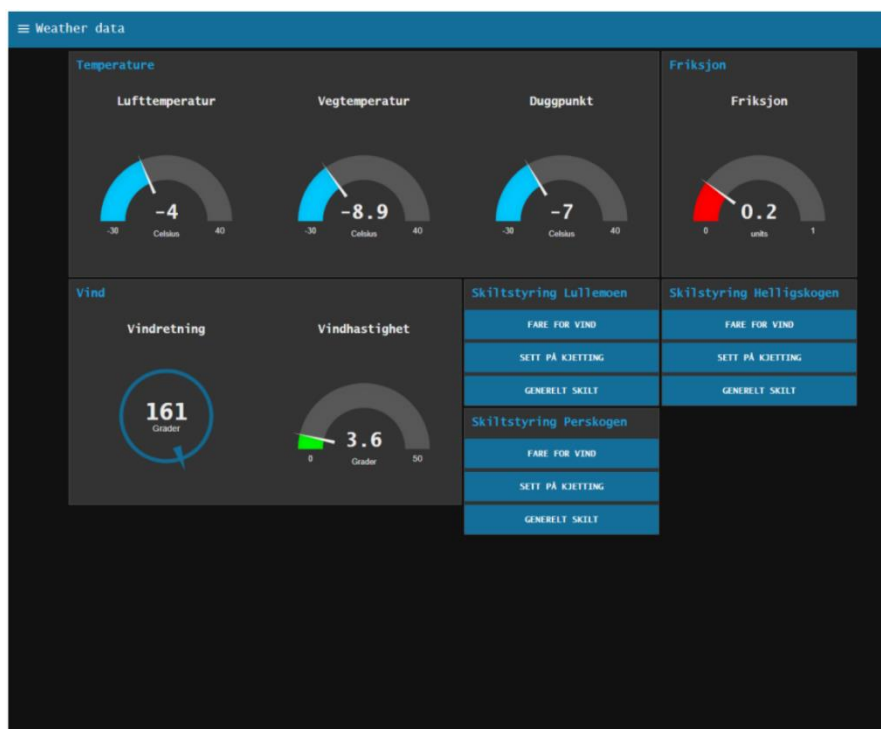 Weather data
Temperature
Lufttemperatur
-4
Celsius
-30
40
Vegtemperatur
-8.9
Celsius
-30
40
Duggpunkt
-7
Celsius
-30
40
Friksjon
Friksjon
0.2
units
0
1
Vind
Vindretning
161
Grader
Vindhastighet
3.6
Grader
0
50
Skiltstyring Lullemoen
FARE FOR VIND
SETT PÅ KJETTING
GENERELT SKILT
Skilstyring Helligskogen
FARE FOR VIND
SETT PÅ KJETTING
GENERELT SKILT
Skiltstyring Perskogen
FARE FOR VIND
SETT PÅ KJETTING
GENERELT SKILT